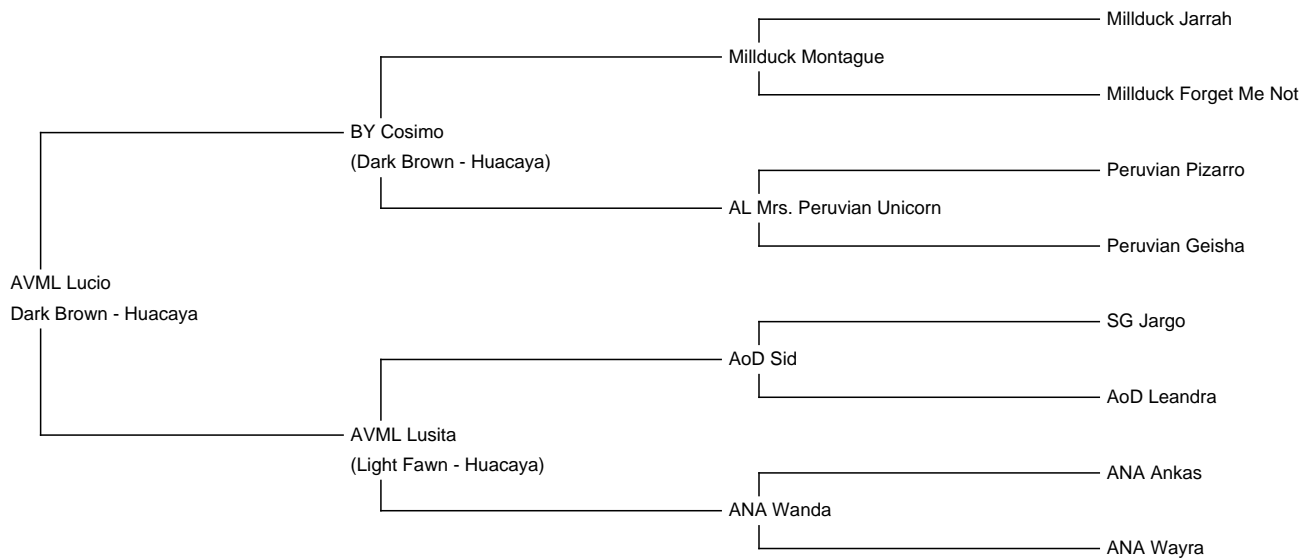 Millduck Jarrah
Millduck Montague
Millduck Forget Me Not
BY Cosimo
(Dark Brown - Huacaya)
Peruvian Pizarro
AL Mrs. Peruvian Unicorn
Peruvian Geisha
AVML Lucio
Dark Brown - Huacaya
SG Jargo
AoD Sid
AoD Leandra
AVML Lusita
(Light Fawn - Huacaya)
ANA Ankas
ANA Wanda
ANA Wayra